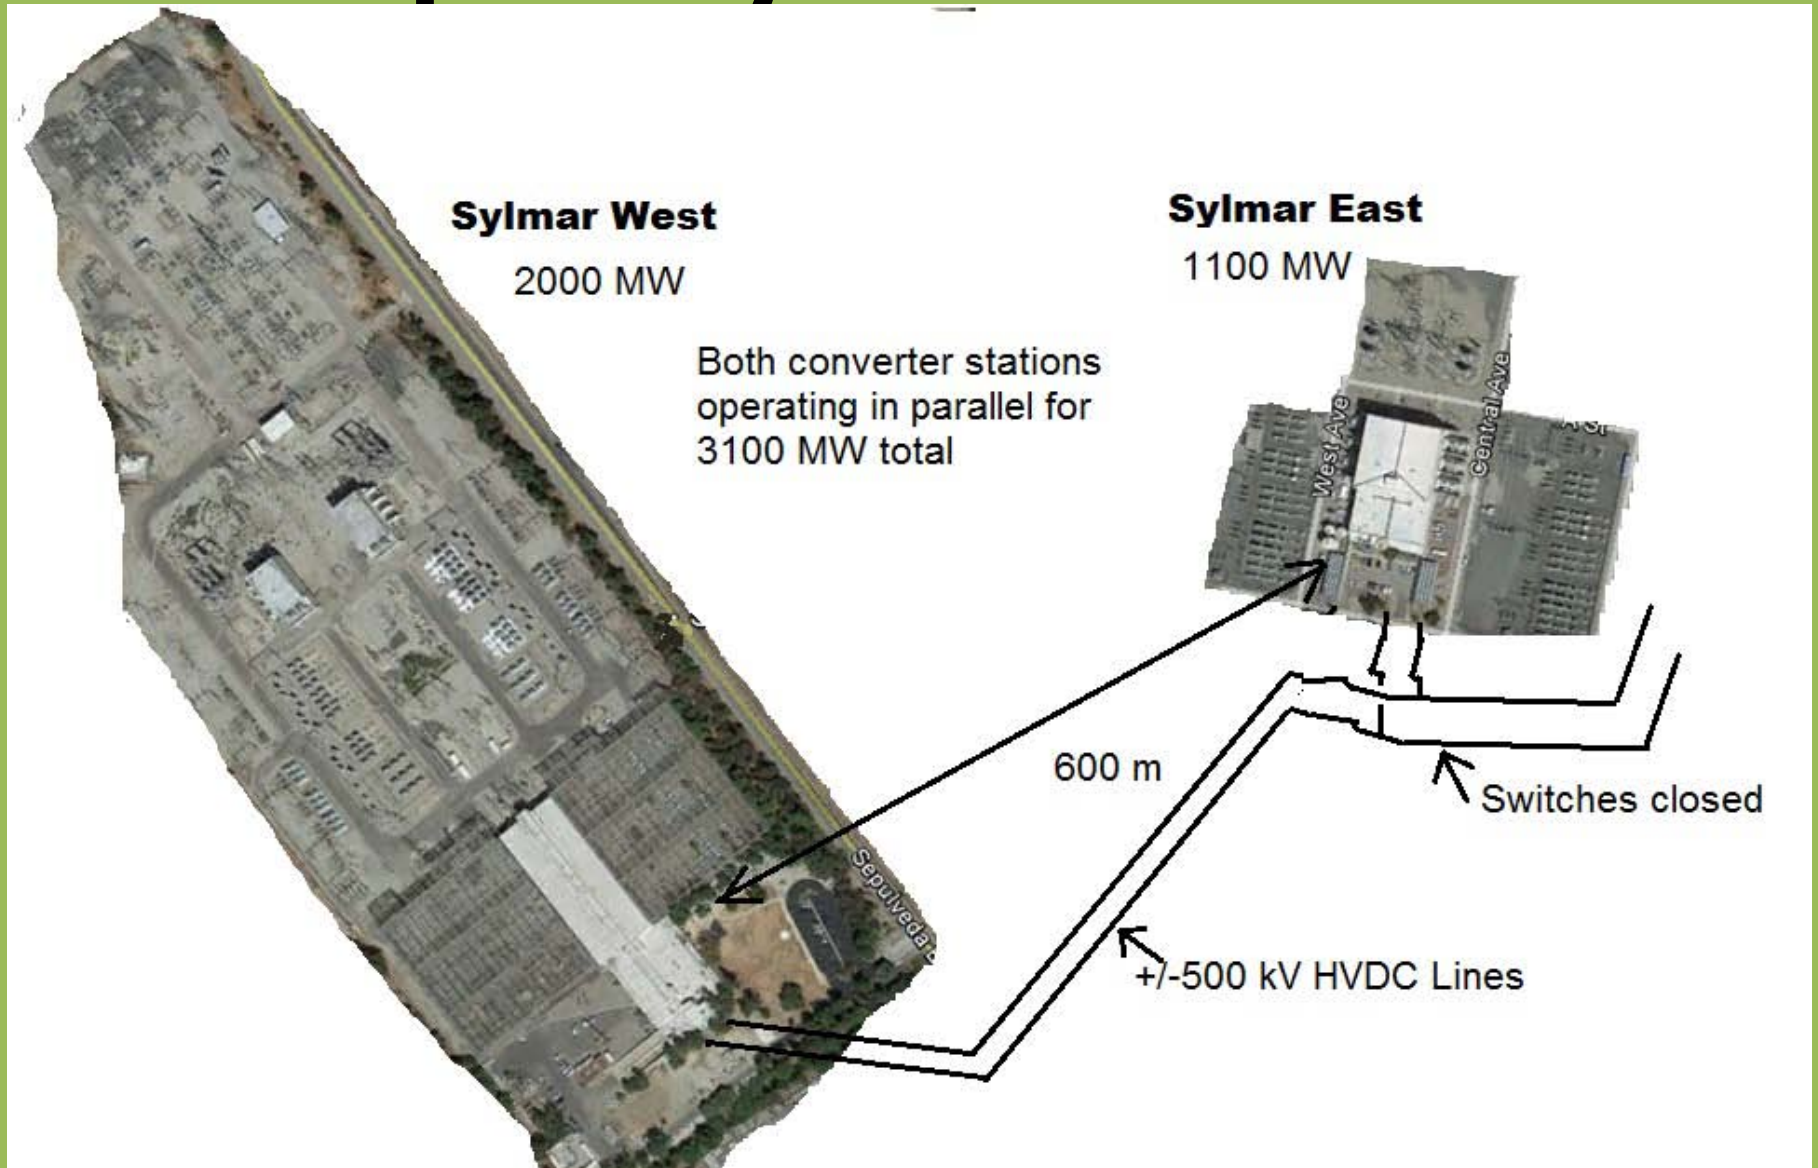 Sylmar West
2000 MW
Sylmar East
1100 MW
Both converter stations
operating in parallel for
3100 MW total
West Ave
Central Ave
A St
600 m
Switches closed
Sepulveda
+/-500 kV HVDC Lines